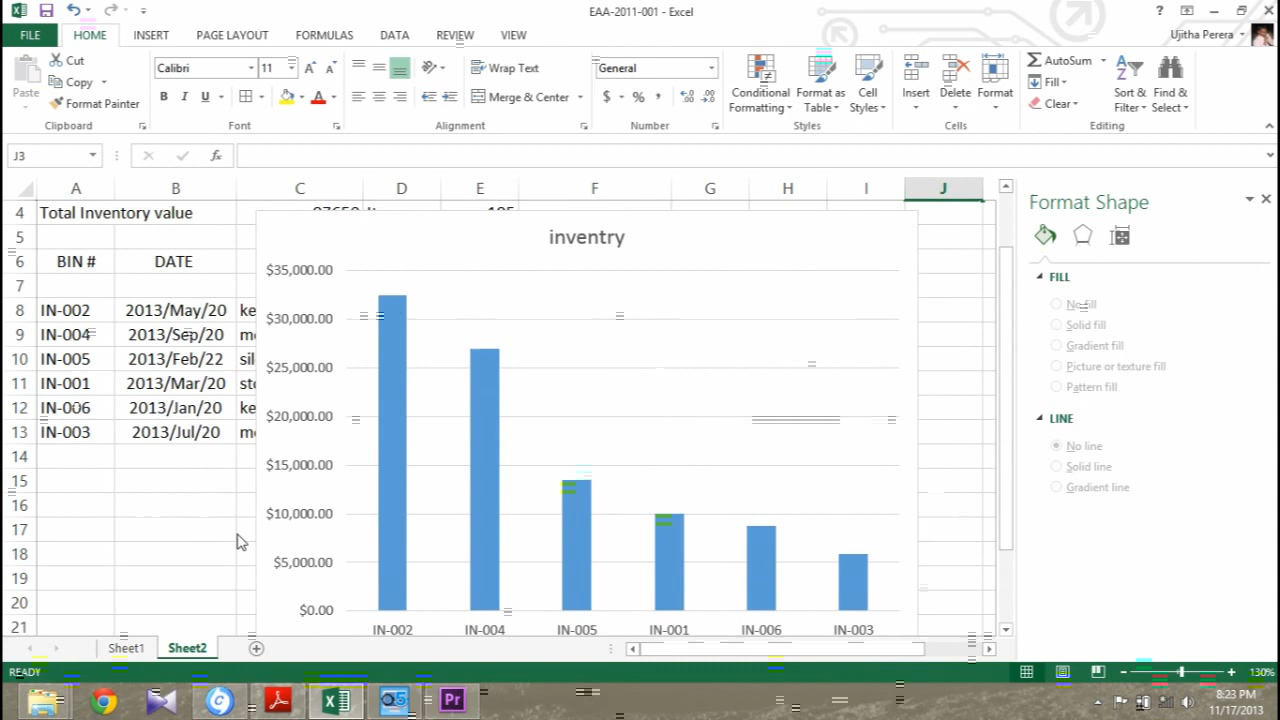 EAA-2011-001 - Excel
FILE HOME INSERT PAGE LAYOUT FORMULAS DATA REVIEW VIEW Ujitha Perera
Paste Cut Copy Format Painter
Calibri 11 B I U
Wrap Text Merge & Center
General $ %
Conditional Formatting Format as Table Cell Styles
Insert Delete Format
AutoSum Fill Clear Sort & Filter Find & Select
Clipboard Font Alignment Number Styles Cells Editing
J3 fx
A B C D E F G H I J
4 Total Inventory value
5
6 BIN # DATE
7
8 IN-002 2013/May/20 ke
9 IN-004 2013/Sep/20
10 IN-005 2013/Feb/22 sil
11 IN-001 2013/Mar/20 sto
12 IN-006 2013/Jan/20 ke
13 IN-003 2013/Jul/20
14
15
16
17
18
19
20
21
inventry
$35,000.00
$30,000.00
$25,000.00
$20,000.00
$15,000.00
$10,000.00
$5,000.00
$0.00
IN-002 IN-004 IN-005 IN-001 IN-006 IN-003
Format Shape
FILL
No fill
Solid fill
Gradient fill
Picture or texture fill
Pattern fill
LINE
No line
Solid line
Gradient line
Sheet1 Sheet2
READY 130%
Pr
8:23 PM
11/17/2013